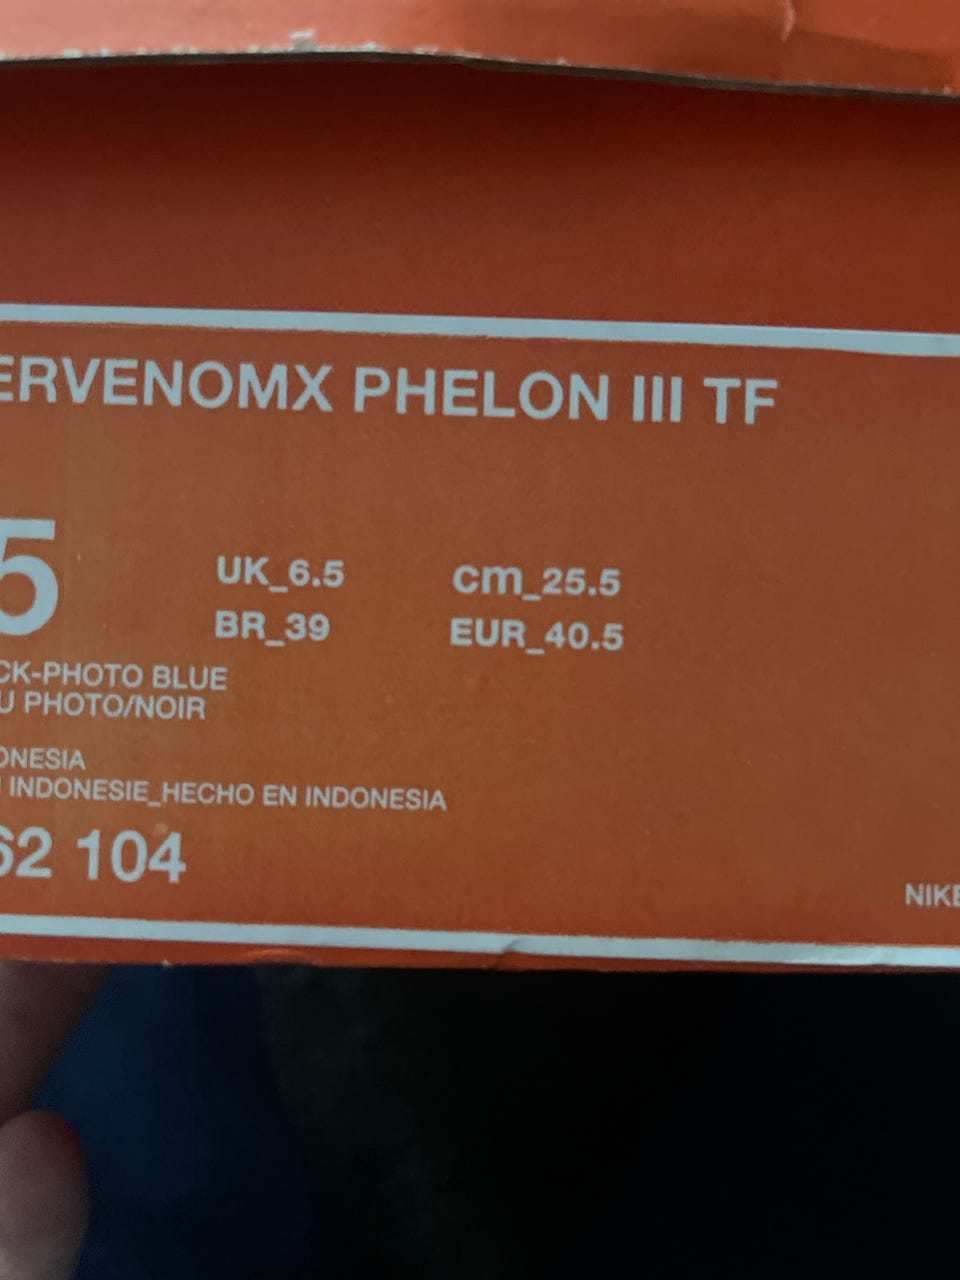 ERVENOMX PHELON III TF
5
UK_6.5 cm_25.5
BR_39 EUR_40.5
CK-PHOTO BLUE
U PHOTO/NOIR
ONESIA
INDONESIE_HECHO EN INDONESIA
62 104
NIKE